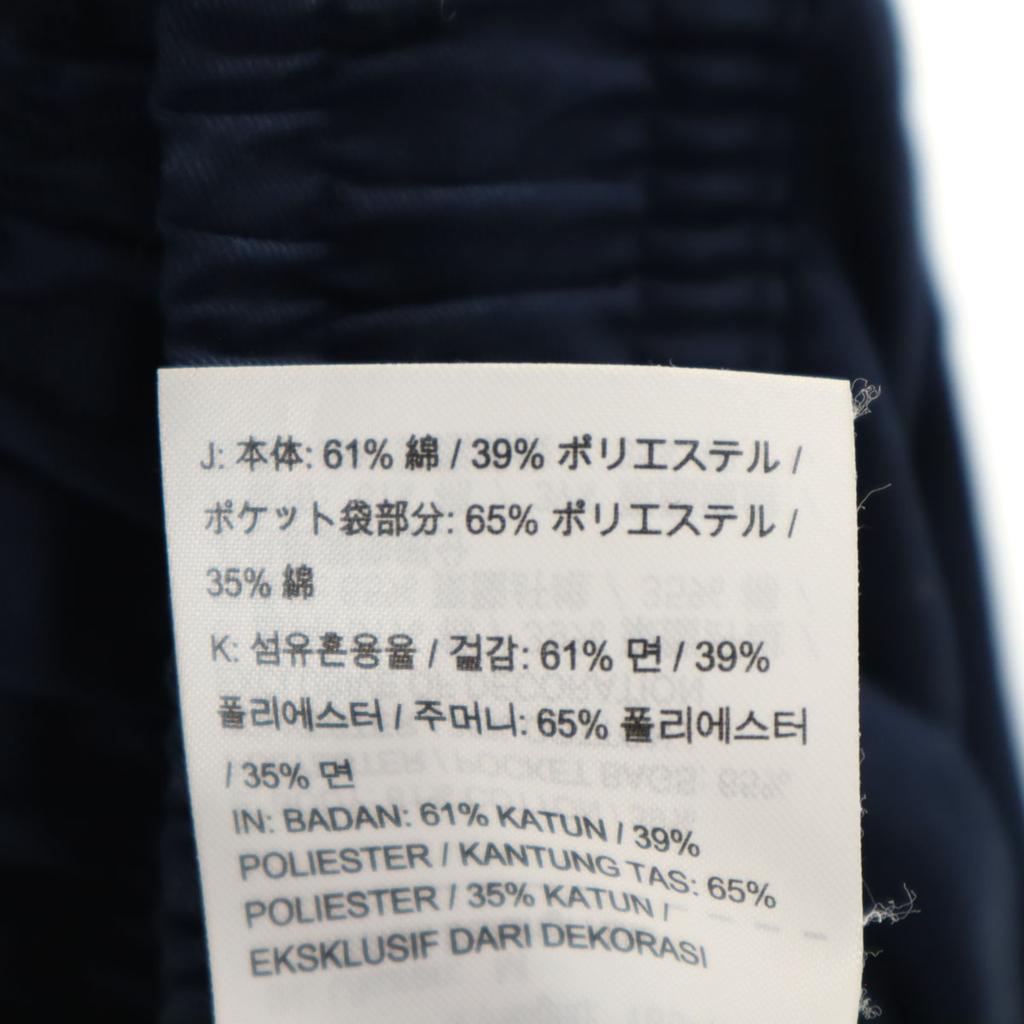 J: 本体: 61% 綿 / 39% ポリエステル /
ポケット袋部分: 65% ポリエステル /
35% 綿
K: 섬유혼용율 / 겉감: 61% 면 / 39%
폴리에스터 / 주머니: 65% 폴리에스터
/ 35% 면
IN: BADAN: 61% KATUN / 39%
POLIESTER / KANTUNG TAS: 65%
POLIESTER / 35% KATUN /
EKSKLUSIF DARI DEKORASI